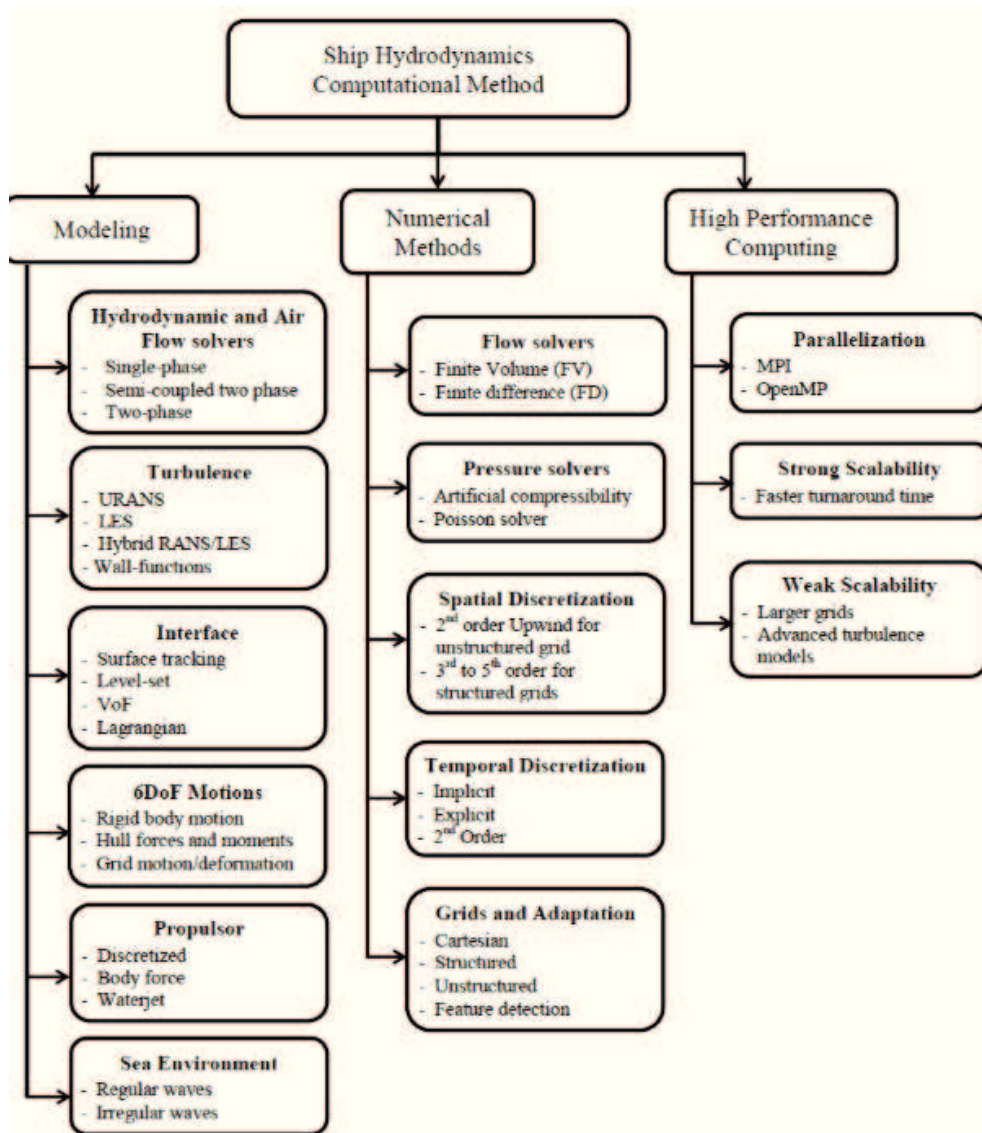 Ship Hydrodynamics
Computational Method
Modeling
Hydrodynamic and Air
Flow solvers
- Single-phase
- Semi-coupled two phase
- Two-phase
Turbulence
- URANS
- LES
- Hybrid RANS/LES
- Wall-functions
Interface
- Surface tracking
- Level-set
- VoF
- Lagrangian
6DoF Motions
- Rigid body motion
- Hull forces and moments
- Grid motion/deformation
Propulsor
- Discretized
- Body force
- Waterjet
Sea Environment
- Regular waves
- Irregular waves
Numerical
Methods
Flow solvers
- Finite Volume (FV)
- Finite difference (FD)
Pressure solvers
- Artificial compressibility
- Poisson solver
Spatial Discretization
- 2nd order Upwind for
unstructured grid
- 3rd to 5th order for
structured grids
Temporal Discretization
- Implicit
- Explicit
- 2nd Order
Grids and Adaptation
- Cartesian
- Structured
- Unstructured
- Feature detection
High Performance
Computing
Parallelization
- MPI
- OpenMP
Strong Scalability
- Faster turnaround time
Weak Scalability
- Larger grids
- Advanced turbulence
models